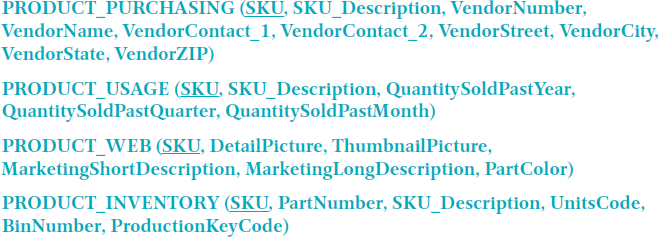 PRODUCT_PURCHASING (SKU, SKU_Description, VendorNumber,
VendorName, VendorContact_1, VendorContact_2, VendorStreet, VendorCity,
VendorState, VendorZIP)
PRODUCT_USAGE (SKU, SKU_Description, QuantitySoldPastYear,
QuantitySoldPastQuarter, QuantitySoldPastMonth)
PRODUCT_WEB (SKU, DetailPicture, ThumbnailPicture,
MarketingShortDescription, MarketingLongDescription, PartColor)
PRODUCT_INVENTORY (SKU, PartNumber, SKU_Description, UnitsCode,
BinNumber, ProductionKeyCode)